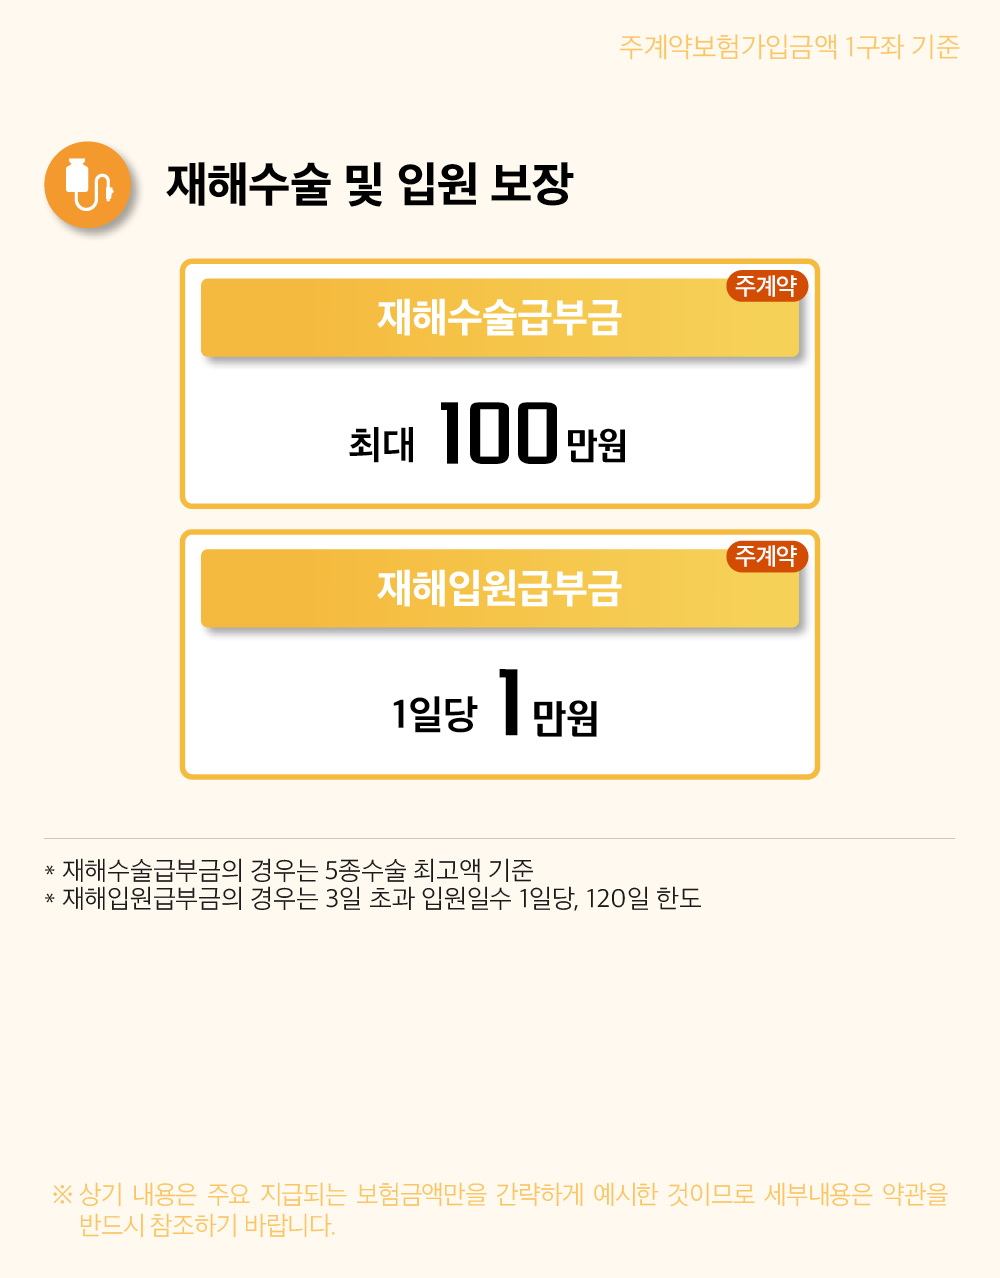 주계약보험가입금액 1구좌 기준
재해수술 및 입원 보장
주계약
재해수술급부금
최대 100만원
주계약
재해입원급부금
1일당 1만원
* 재해수술급부금의 경우는 5종수술 최고액 기준
* 재해입원급부금의 경우는 3일 초과 입원일수 1일당, 120일 한도
※ 상기 내용은 주요 지급되는 보험금액만을 간략하게 예시한 것이므로 세부내용은 약관을
반드시 참조하기 바랍니다.